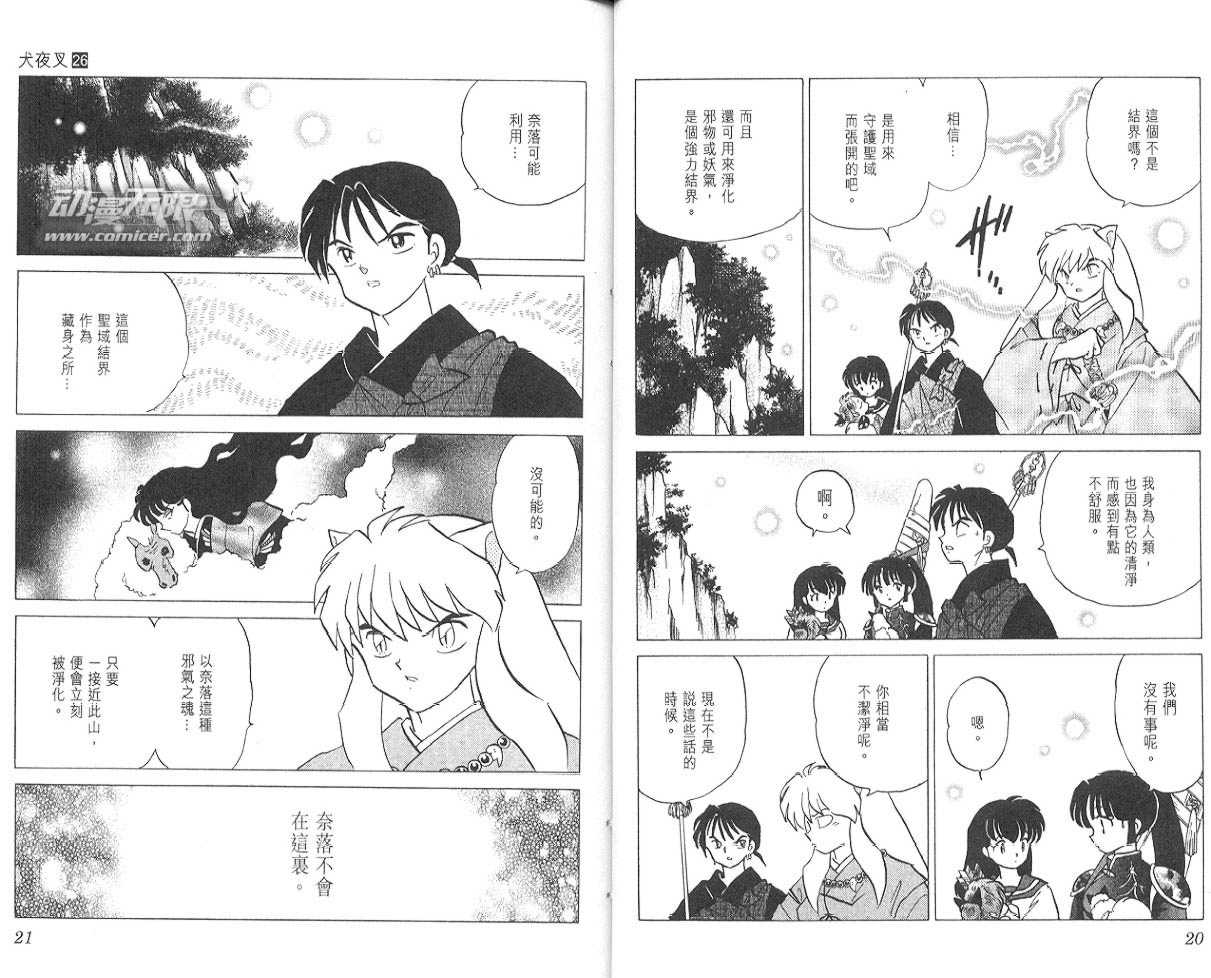 這個不是
結界嗎?
相信…
是用來
守護聖域
而張開的吧。
而且
還可用來淨化
邪物或妖氣,
是個強力結界。
我身為人類,
也因為它的清淨
而感到有點
不舒服。
啊。
我們
沒有事呢。
嗯。
你相當
不潔淨呢。
現在不是
說這些話的
時候。
20
犬夜叉 26
奈落可能
利用…
动漫无限
www.comicer.com
這個
聖域結界
作為
藏身之所…
沒可能的。
以奈落這種
邪氣之魂…
只要
一接近此山,
便會立刻
被淨化。
奈落不會
在這裏。
21